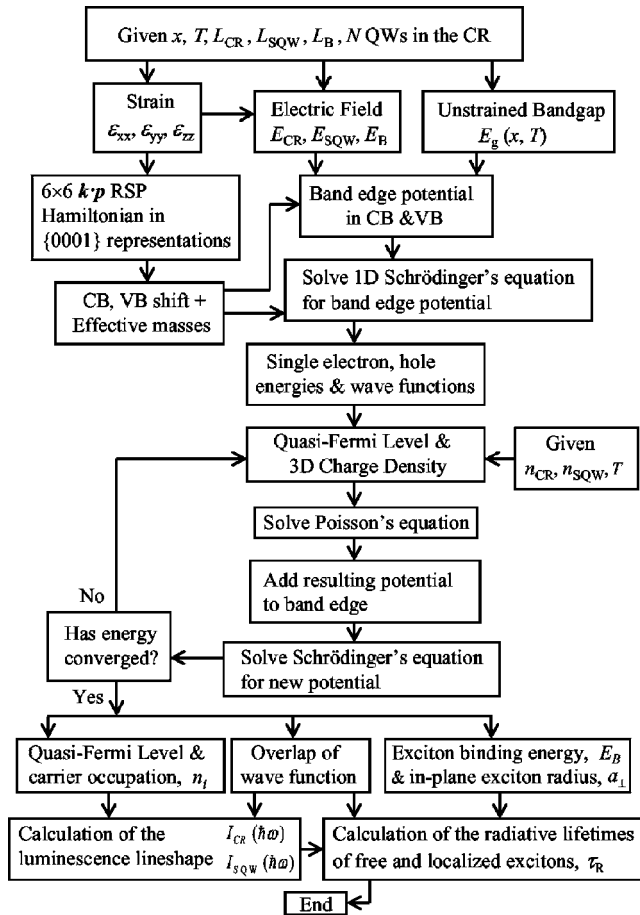 Given x, T, L_CR, L_SQW, L_B, N QWs in the CR
Strain
ε_xx, ε_yy, ε_zz
Electric Field
E_CR, E_SQW, E_B
Unstrained Bandgap
E_g (x, T)
6×6 k·p RSP
Hamiltonian in
{0001} representations
Band edge potential
in CB &VB
CB, VB shift +
Effective masses
Solve 1D Schrödinger's equation
for band edge potential
Single electron, hole
energies & wave functions
Quasi-Fermi Level &
3D Charge Density
Given
n_CR, n_SQW, T
Solve Poisson's equation
Add resulting potential
to band edge
No
Has energy
converged?
Solve Schrödinger's equation
for new potential
Yes
Quasi-Fermi Level &
carrier occupation, n_i
Overlap of
wave function
Exciton binding energy, E_B
& in-plane exciton radius, a_⊥
Calculation of the
luminescence lineshape
I_CR (ħω)
I_SQW (ħω)
Calculation of the radiative lifetimes
of free and localized excitons, τ_R
End